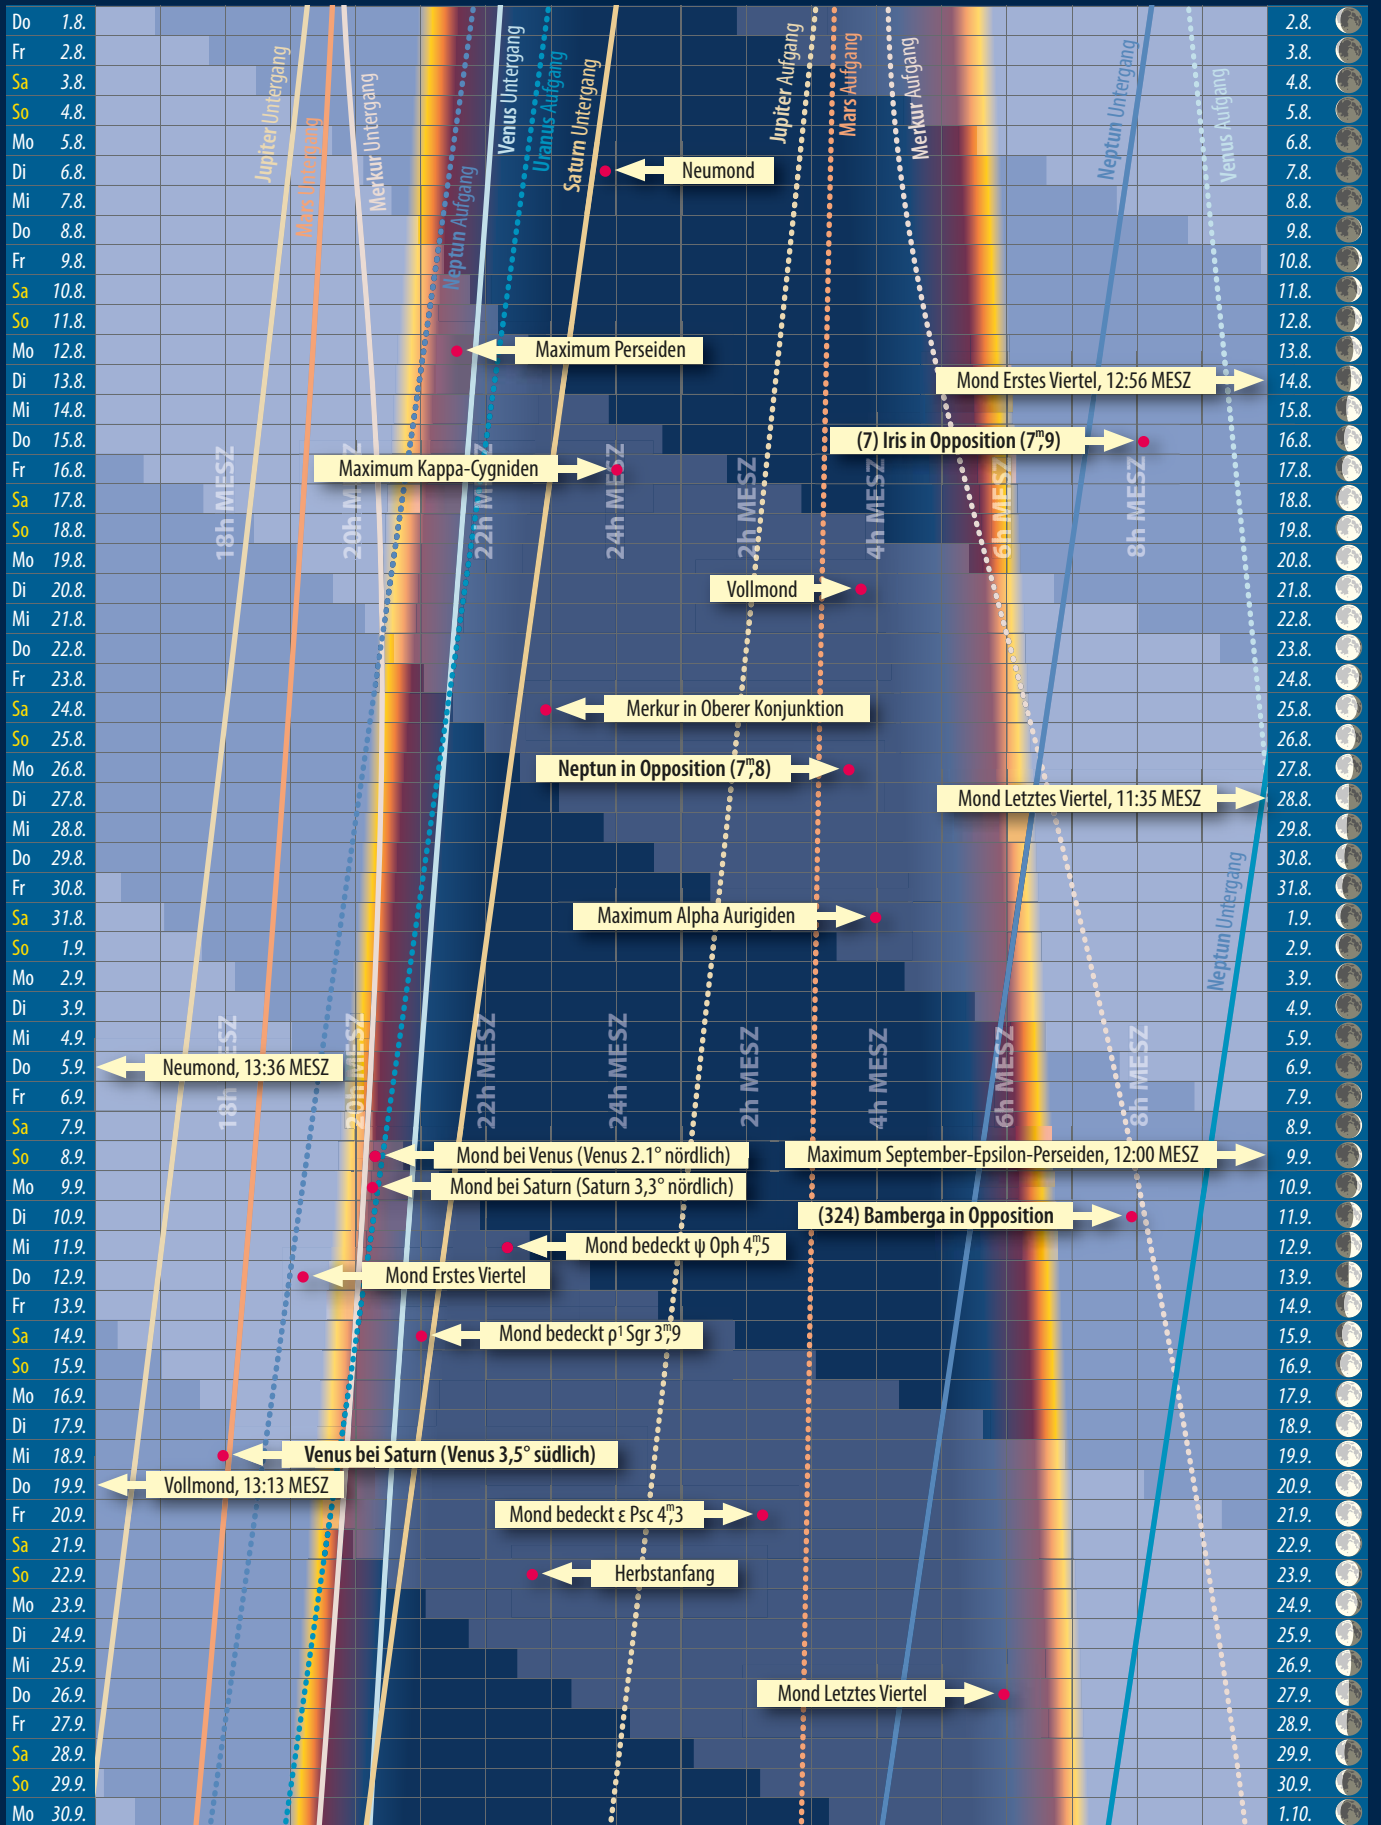 Do 1.8. 2.8.
Fr 2.8. 3.8.
Sa 3.8. 4.8.
So 4.8. 5.8.
Mo 5.8. 6.8.
Di 6.8. 7.8.
Mi 7.8. 8.8.
Do 8.8. 9.8.
Fr 9.8. 10.8.
Sa 10.8. 11.8.
So 11.8. 12.8.
Mo 12.8. 13.8.
Di 13.8. 14.8.
Mi 14.8. 15.8.
Do 15.8. 16.8.
Fr 16.8. 17.8.
Sa 17.8. 18.8.
So 18.8. 19.8.
Mo 19.8. 20.8.
Di 20.8. 21.8.
Mi 21.8. 22.8.
Do 22.8. 23.8.
Fr 23.8. 24.8.
Sa 24.8. 25.8.
So 25.8. 26.8.
Mo 26.8. 27.8.
Di 27.8. 28.8.
Mi 28.8. 29.8.
Do 29.8. 30.8.
Fr 30.8. 31.8.
Sa 31.8. 1.9.
So 1.9. 2.9.
Mo 2.9. 3.9.
Di 3.9. 4.9.
Mi 4.9. 5.9.
Do 5.9. 6.9.
Fr 6.9. 7.9.
Sa 7.9. 8.9.
So 8.9. 9.9.
Mo 9.9. 10.9.
Di 10.9. 11.9.
Mi 11.9. 12.9.
Do 12.9. 13.9.
Fr 13.9. 14.9.
Sa 14.9. 15.9.
So 15.9. 16.9.
Mo 16.9. 17.9.
Di 17.9. 18.9.
Mi 18.9. 19.9.
Do 19.9. 20.9.
Fr 20.9. 21.9.
Sa 21.9. 22.9.
So 22.9. 23.9.
Mo 23.9. 24.9.
Di 24.9. 25.9.
Mi 25.9. 26.9.
Do 26.9. 27.9.
Fr 27.9. 28.9.
Sa 28.9. 29.9.
So 29.9. 30.9.
Mo 30.9. 1.10.
Jupiter Untergang
Mars Untergang
Merkur Untergang
Neptun Aufgang
Venus Untergang
Uranus Aufgang
Saturn Untergang
Jupiter Aufgang
Mars Aufgang
Merkur Aufgang
Neptun Untergang
Venus Aufgang
Neumond
Maximum Perseiden
Mond Erstes Viertel, 12:56 MESZ
(7) Iris in Opposition (7m,9)
Maximum Kappa-Cygniden
18h MESZ
20h MESZ
22h MESZ
24h MESZ
2h MESZ
4h MESZ
6h MESZ
8h MESZ
Vollmond
Merkur in Oberer Konjunktion
Neptun in Opposition (7m,8)
Mond Letztes Viertel, 11:35 MESZ
Neptun Untergang
Maximum Alpha Aurigiden
18h MESZ
20h MESZ
22h MESZ
24h MESZ
2h MESZ
4h MESZ
6h MESZ
8h MESZ
Neumond, 13:36 MESZ
Mond bei Venus (Venus 2.1° nördlich)
Maximum September-Epsilon-Perseiden, 12:00 MESZ
Mond bei Saturn (Saturn 3,3° nördlich)
(324) Bamberga in Opposition
Mond bedeckt ψ Oph 4m,5
Mond Erstes Viertel
Mond bedeckt ρ¹ Sgr 3m,9
Venus bei Saturn (Venus 3,5° südlich)
Vollmond, 13:13 MESZ
Mond bedeckt ε Psc 4m,3
Herbstanfang
Mond Letztes Viertel